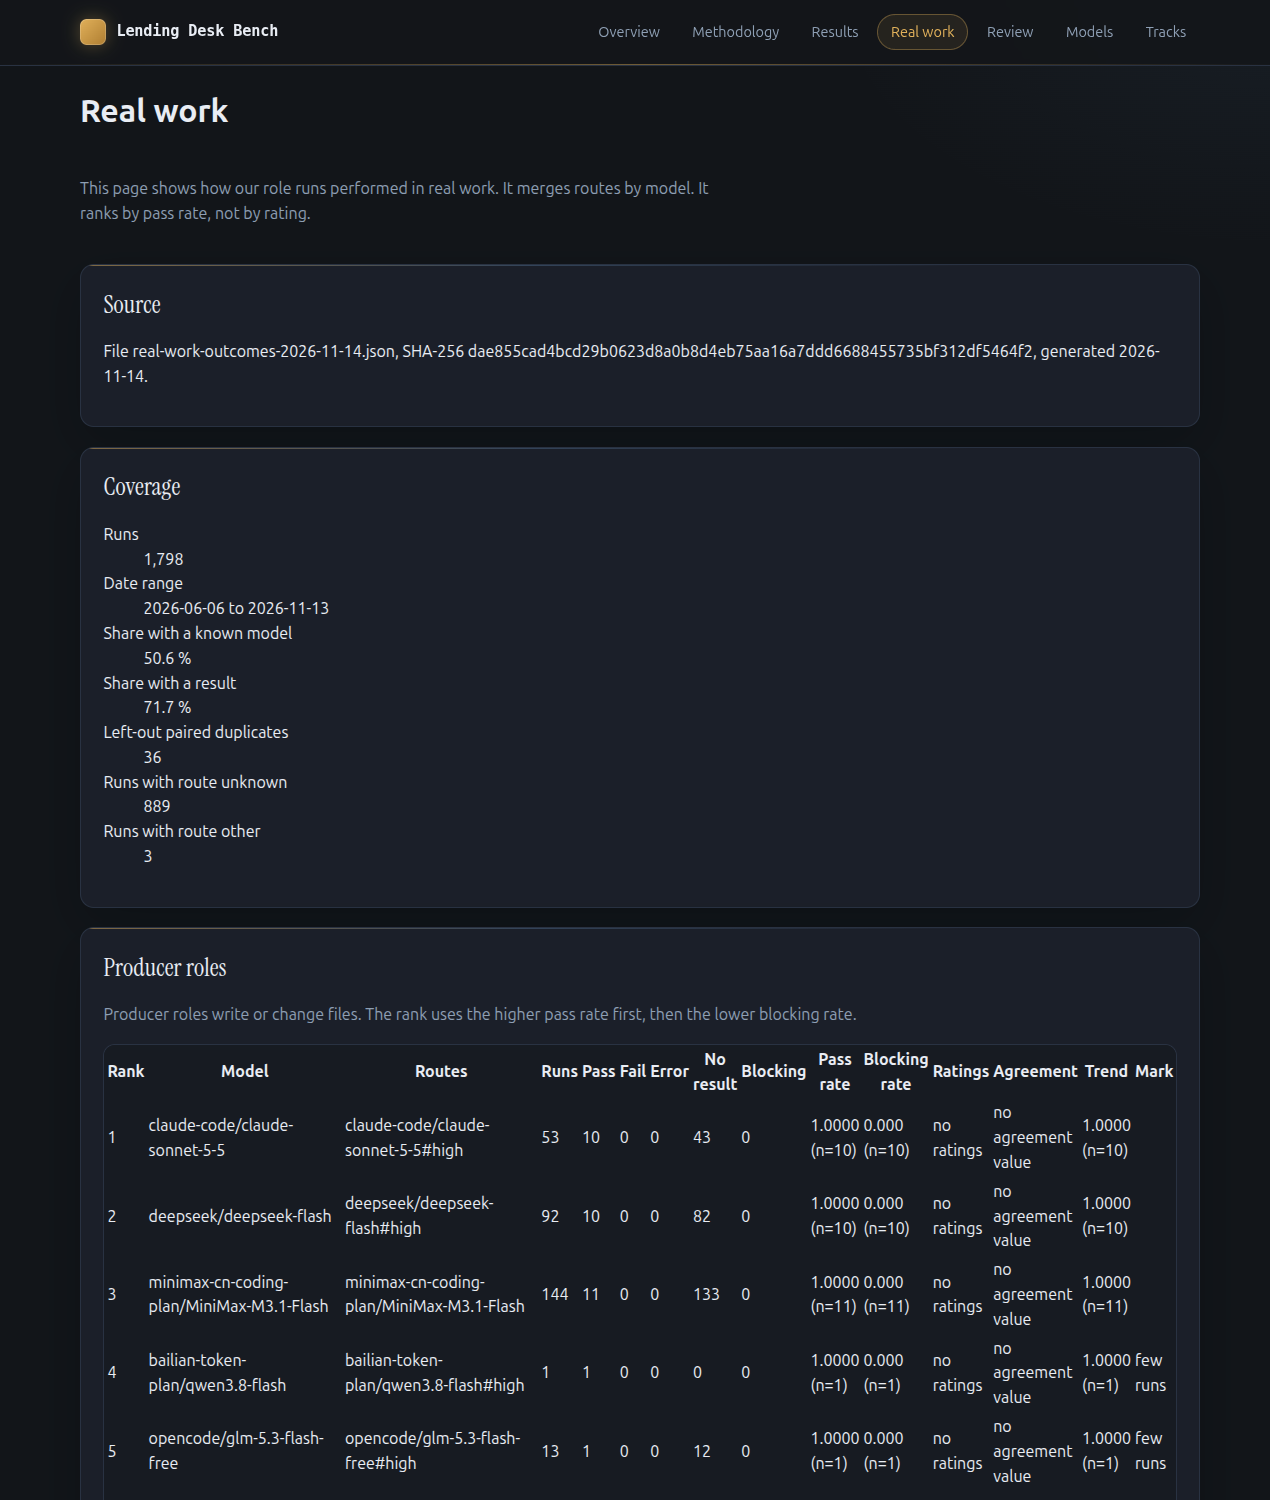 Lending Desk Bench
Overview Methodology Results Real work Review Models Tracks
Real work
This page shows how our role runs performed in real work. It merges routes by model. It
ranks by pass rate, not by rating.
Source
File real-work-outcomes-2026-11-14.json, SHA-256 dae855cad4bcd29b0623d8a0b8d4eb75aa16a7ddd6688455735bf312df5464f2, generated 2026-
11-14.
Coverage
Runs
1,798
Date range
2026-06-06 to 2026-11-13
Share with a known model
50.6 %
Share with a result
71.7 %
Left-out paired duplicates
36
Runs with route unknown
889
Runs with route other
3
Producer roles
Producer roles write or change files. The rank uses the higher pass rate first, then the lower blocking rate.
Rank Model Routes Runs Pass Fail Error No result Blocking Pass rate Blocking rate Ratings Agreement Trend Mark
1 claude-code/claude-sonnet-5-5 claude-code/claude-sonnet-5-5#high 53 10 0 0 43 0 1.0000 (n=10) 0.000 (n=10) no ratings no agreement value 1.0000 (n=10)
2 deepseek/deepseek-flash deepseek/deepseek-flash#high 92 10 0 0 82 0 1.0000 (n=10) 0.000 (n=10) no ratings no agreement value 1.0000 (n=10)
3 minimax-cn-coding-plan/MiniMax-M3.1-Flash minimax-cn-coding-plan/MiniMax-M3.1-Flash 144 11 0 0 133 0 1.0000 (n=11) 0.000 (n=11) no ratings no agreement value 1.0000 (n=11)
4 bailian-token-plan/qwen3.8-flash bailian-token-plan/qwen3.8-flash#high 1 1 0 0 0 0 1.0000 (n=1) 0.000 (n=1) no ratings no agreement value 1.0000 (n=1) few runs
5 opencode/glm-5.3-flash-free opencode/glm-5.3-flash-free#high 13 1 0 0 12 0 1.0000 (n=1) 0.000 (n=1) no ratings no agreement value 1.0000 (n=1) few runs